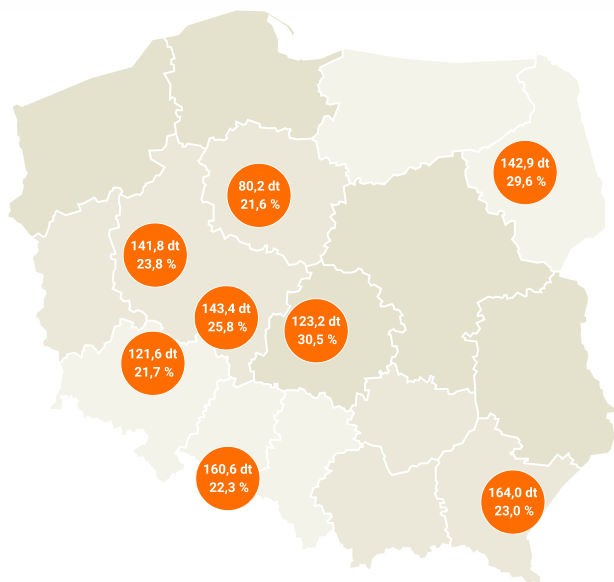 142,9 dt
29,6 %
80,2 dt
21,6 %
141,8 dt
23,8 %
143,4 dt
25,8 %
123,2 dt
30,5 %
121,6 dt
21,7 %
160,6 dt
22,3 %
164,0 dt
23,0 %